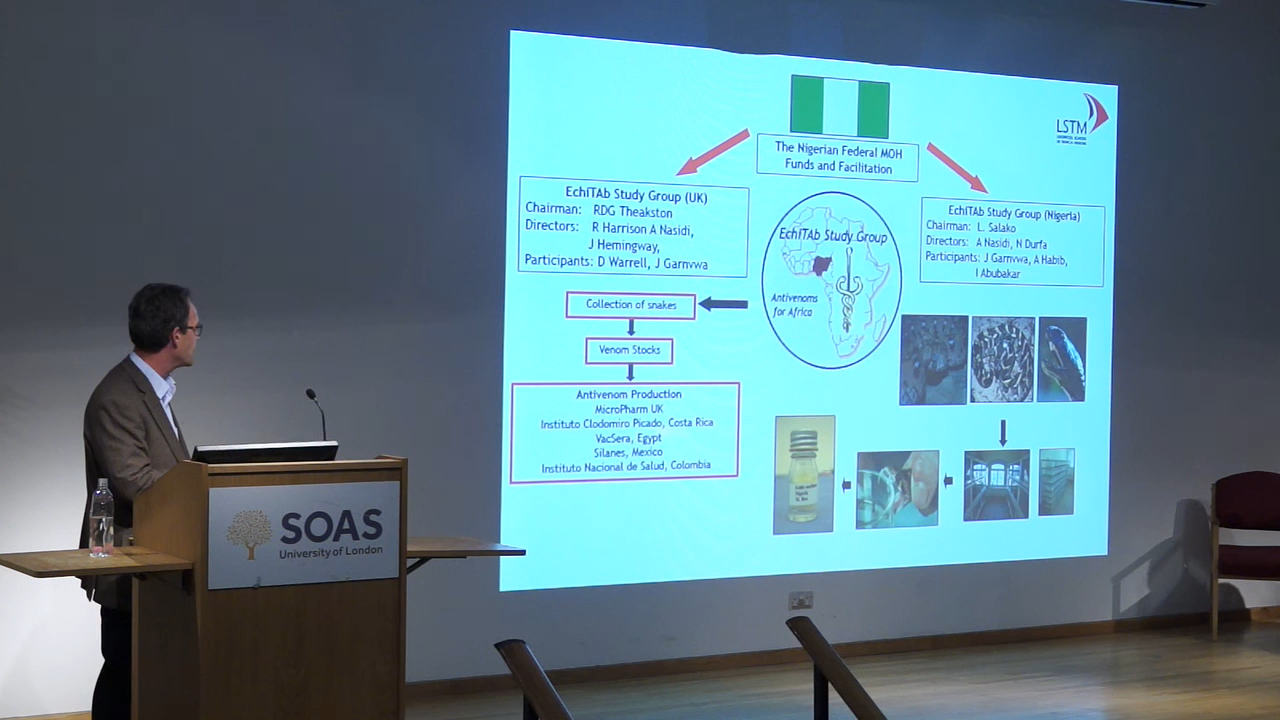 The Nigerian Federal MOH
Funds and Facilitation
LSTM
EchiTAb Study Group (UK)
Chairman: RDG Theakston
Directors: R Harrison A Nasidi,
J Hemingway,
Participants: D Warrell, J Garnvwa
EchiTAb Study Group
Antivenoms
for Africa
EchiTAb Study Group (Nigeria)
Chairman: L. Salako
Directors: A Nasidi, N Durfa
Participants: J Garnvwa, A Habib,
I Abubakar
Collection of snakes
Venom Stocks
Antivenom Production
MicroPharm UK
Instituto Clodomiro Picado, Costa Rica
VacSera, Egypt
Silanes, Mexico
Instituto Nacional de Salud, Colombia
SOAS
University of London